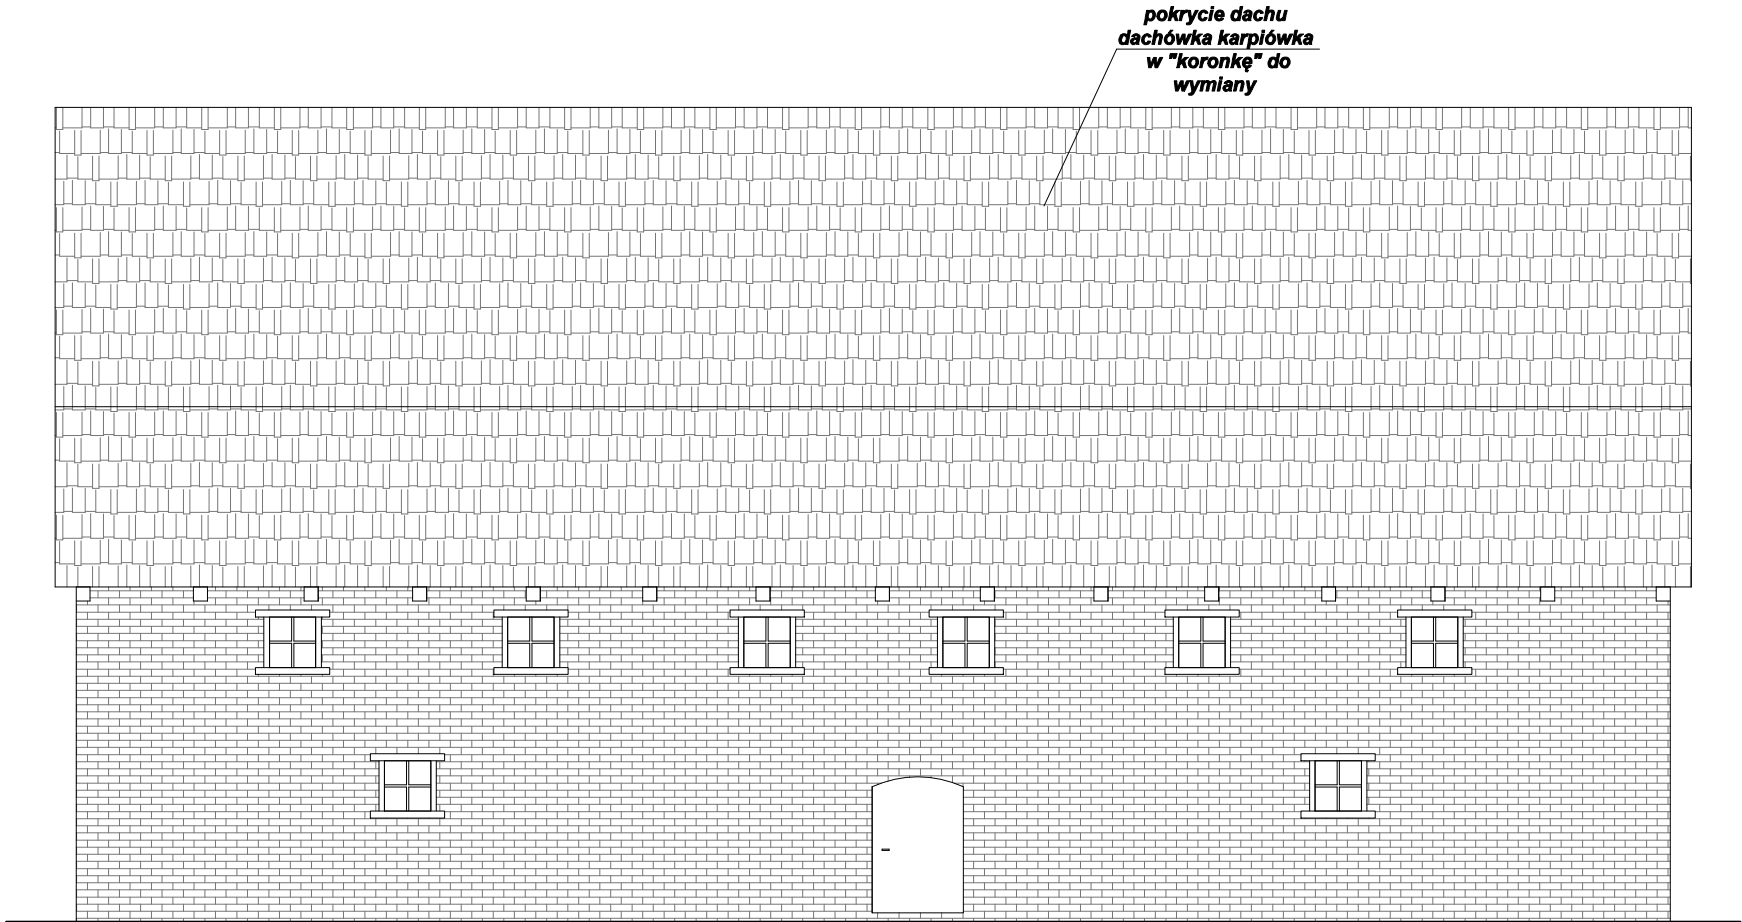 pokrycie dachu
dachówka karpiówka
w "koronkę" do
wymiany